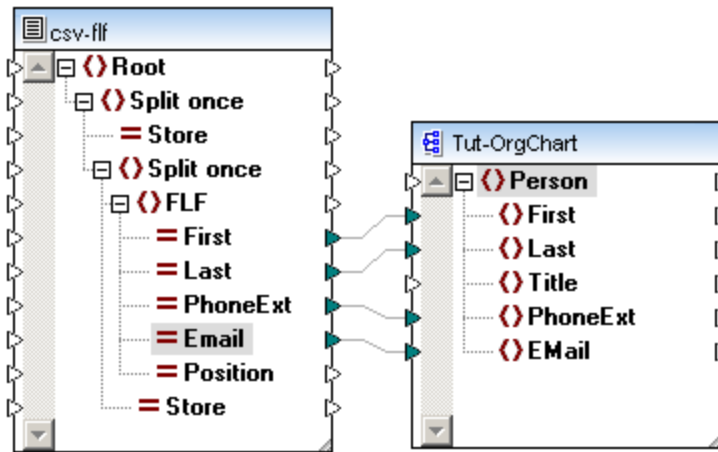 csv-flf
Root
Split once
Store
Split once
FLF
First
Last
PhoneExt
Email
Position
Store
Tut-OrgChart
Person
First
Last
Title
PhoneExt
EMail